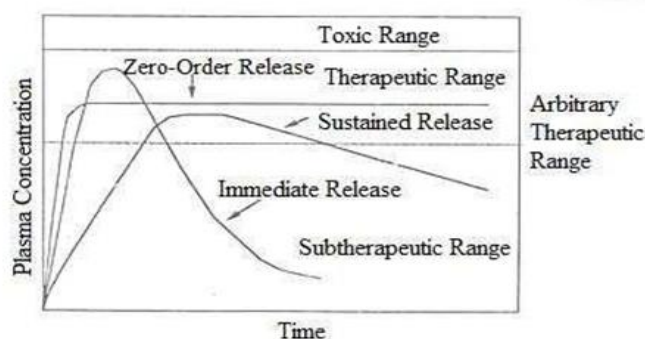 Toxic Range
Zero-Order Release
Therapeutic Range
Sustained Release
Immediate Release
Subtherapeutic Range
Plasma Concentration
Time
Arbitrary
Therapeutic
Range